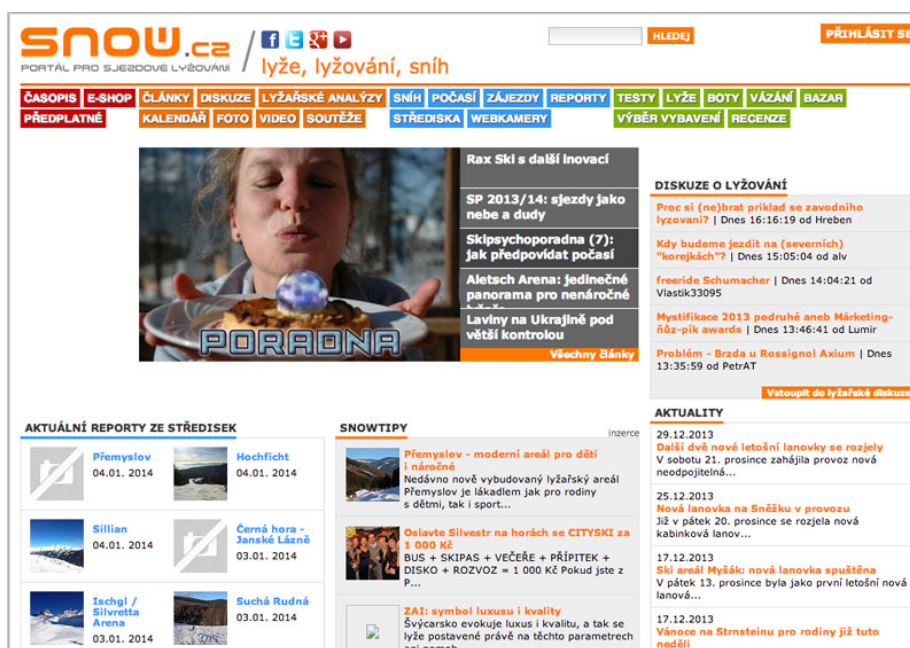 snow.cz
PORTÁL PRO SJEZDOVÉ LYŽOVÁNÍ
lyže, lyžování, sníh
HLEDEJ
PŘIHLÁSIT SE
ČASOPIS E-SHOP ČLÁNKY DISKUZE LYŽAŘSKÉ ANALÝZY SNÍH POČASÍ ZÁJEZDY REPORTY TESTY LYŽE BOTY VÁZÁNÍ BAZAR
PŘEDPLATNÉ KALENDÁŘ FOTO VIDEO SOUTĚŽE STŘEDISKA WEBKAMERY VÝBĚR VYBAVENÍ RECENZE
PORADNA
Rax Ski s další inovací
SP 2013/14: sjezdy jako
nebe a dudy
Skipsychoporadna (7):
jak předpovídat počasí
Aletsch Arena: jedinečné
panorama pro nenáročné
Laviny na Ukrajině pod
větší kontrolou
Všechny články
DISKUZE O LYŽOVÁNÍ
Proc si (ne)brat priklad se zavodniho
lyzovani? | Dnes 16:16:19 od Hreben
Kdy budeme jezdit na (severních)
"korejkách"? | Dnes 15:05:04 od alv
freeride Schumacher | Dnes 14:04:21 od
Vlastik33095
Mystifikace 2013 podruhé aneb Márketing-
ňůz-pík awards | Dnes 13:46:41 od Lumir
Problém - Brzda u Rossignol Axium | Dnes
13:35:59 od PetrAT
Vstoupit do lyžařské diskuze
AKTUÁLNÍ REPORTY ZE STŘEDISEK
Přemyslov
04.01. 2014
Hochficht
04.01. 2014
Sillian
04.01. 2014
Černá hora -
Janské Lázně
03.01. 2014
Ischgl /
Silvretta
Arena
03.01. 2014
Suchá Rudná
03.01. 2014
SNOWTIPY
inzerce
Přemyslov - moderní areál pro děti
i náročné
Nedávno nově vybudovaný lyžařský areál
Přemyslov je lákadlem jak pro rodiny
s dětmi, tak i sport...
Oslavte Silvestr na horách se CITYSKI za
1 000 Kč
BUS + SKIPAS + VEČEŘE + PŘÍPITEK +
DISKO + ROZVOZ = 1 000 Kč Pokud jste z
P...
ZAI: symbol luxusu i kvality
Švýcarsko evokuje luxus i kvalitu, a tak se
lyže postavené právě na těchto parametrech
AKTUALITY
29.12.2013
Další dvě nové letošní lanovky se rozjely
V sobotu 21. prosince zahájila provoz nová
neodpojitelná...
25.12.2013
Nová lanovka na Sněžku v provozu
Již v pátek 20. prosince se rozjela nová
kabinková lanov...
17.12.2013
Ski areál Myšák: nová lanovka spuštěna
V pátek 13. prosince byla jako první letošní nová
lanová...
17.12.2013
Vánoce na Strnsteinu pro rodiny již tuto
neděli